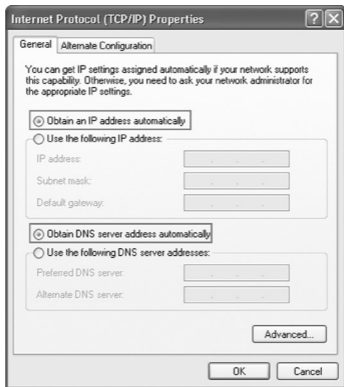 Internet Protocol (TCP/IP) Properties
General
Alternate Configuration
You can get IP settings assigned automatically if your network supports
this capability. Otherwise, you need to ask your network administrator for
the appropriate IP settings.
Obtain an IP address automatically
Use the following IP address:
IP address:
Subnet mask:
Default gateway:
Obtain DNS server address automatically
Use the following DNS server addresses:
Preferred DNS server:
Alternate DNS server:
Advanced...
OK
Cancel